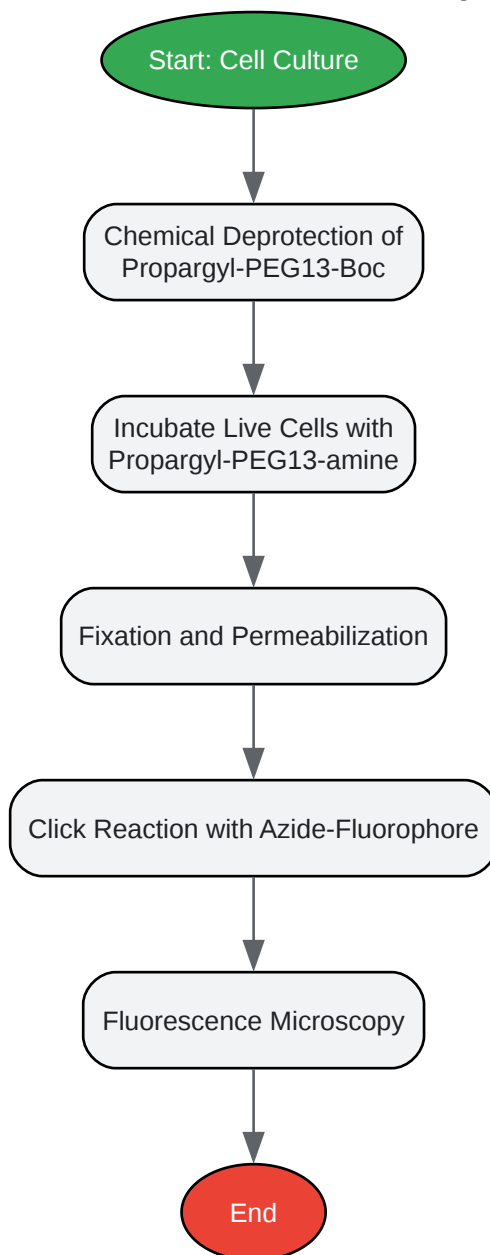 Start: Cell Culture
Chemical Deprotection of
Propargyl-PEG13-Boc
Incubate Live Cells with
Propargyl-PEG13-amine
Fixation and Permeabilization
Click Reaction with Azide-Fluorophore
Fluorescence Microscopy
End